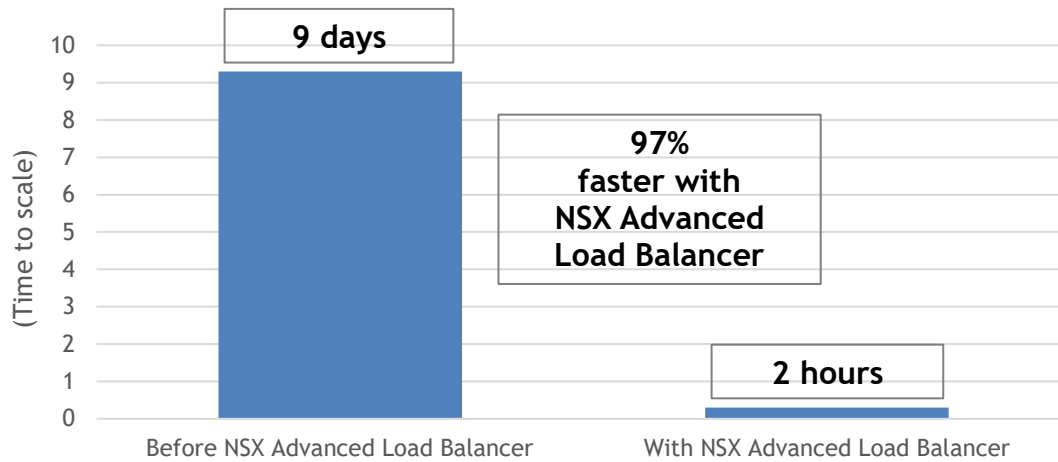 9 days
10
9
8
7
6
5
4
3
2
1
0
(Time to scale)
97%
faster with
NSX Advanced
Load Balancer
2 hours
Before NSX Advanced Load Balancer
With NSX Advanced Load Balancer